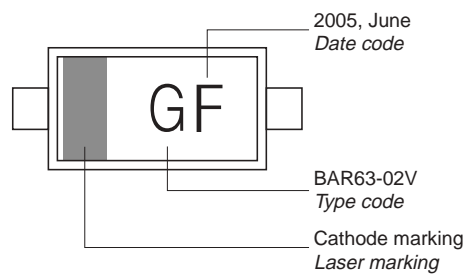 2005, June
Date code
GF
BAR63-02V
Type code
Cathode marking
Laser marking